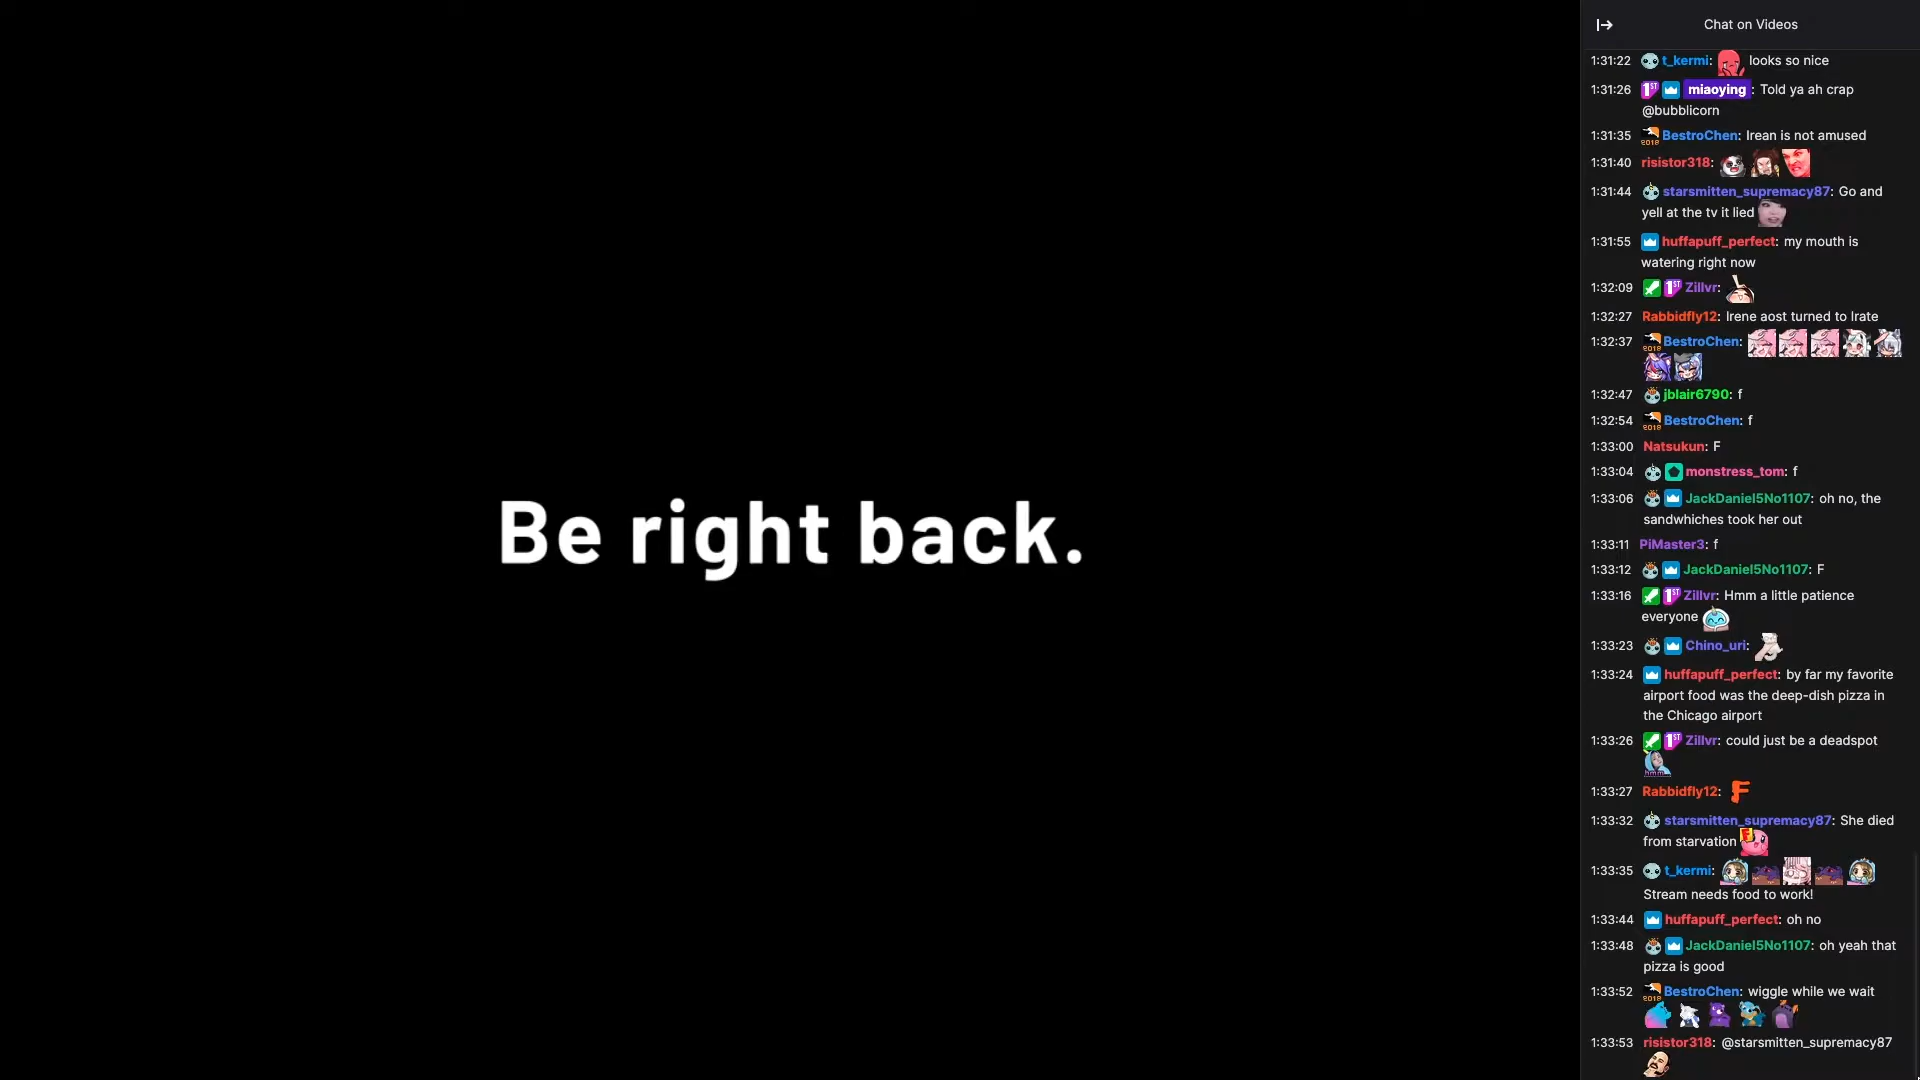 Chat on Videos
1:31:22 t_kermi: looks so nice
1:31:26 1ST miaoying : Told ya ah crap
@bubblicorn
1:31:35 2018 BestroChen: Irean is not amused
1:31:40 risistor318:
1:31:44 starsmitten_supremacy87: Go and
yell at the tv it lied
1:31:55 huffapuff_perfect: my mouth is
watering right now
1:32:09 1ST Zillvr:
1:32:27 Rabbidfly12: Irene aost turned to Irate
1:32:37 2018 BestroChen:
1:32:47 jblair6790: f
1:32:54 2018 BestroChen: f
1:33:00 Natsukun: F
1:33:04 monstress_tom: f
Be right back.
1:33:06 JackDaniel5No1107: oh no, the
sandwhiches took her out
1:33:11 PiMaster3: f
1:33:12 JackDaniel5No1107: F
1:33:16 1ST Zillvr: Hmm a little patience
everyone
1:33:23 Chino_uri:
1:33:24 huffapuff_perfect: by far my favorite
airport food was the deep-dish pizza in
the Chicago airport
1:33:26 1ST Zillvr: could just be a deadspot
hmm
1:33:27 Rabbidfly12: F
1:33:32 starsmitten_supremacy87: She died
from starvation F
1:33:35 t_kermi:
Stream needs food to work!
1:33:44 huffapuff_perfect: oh no
1:33:48 JackDaniel5No1107: oh yeah that
pizza is good
1:33:52 2018 BestroChen: wiggle while we wait
1:33:53 risistor318: @starsmitten_supremacy87